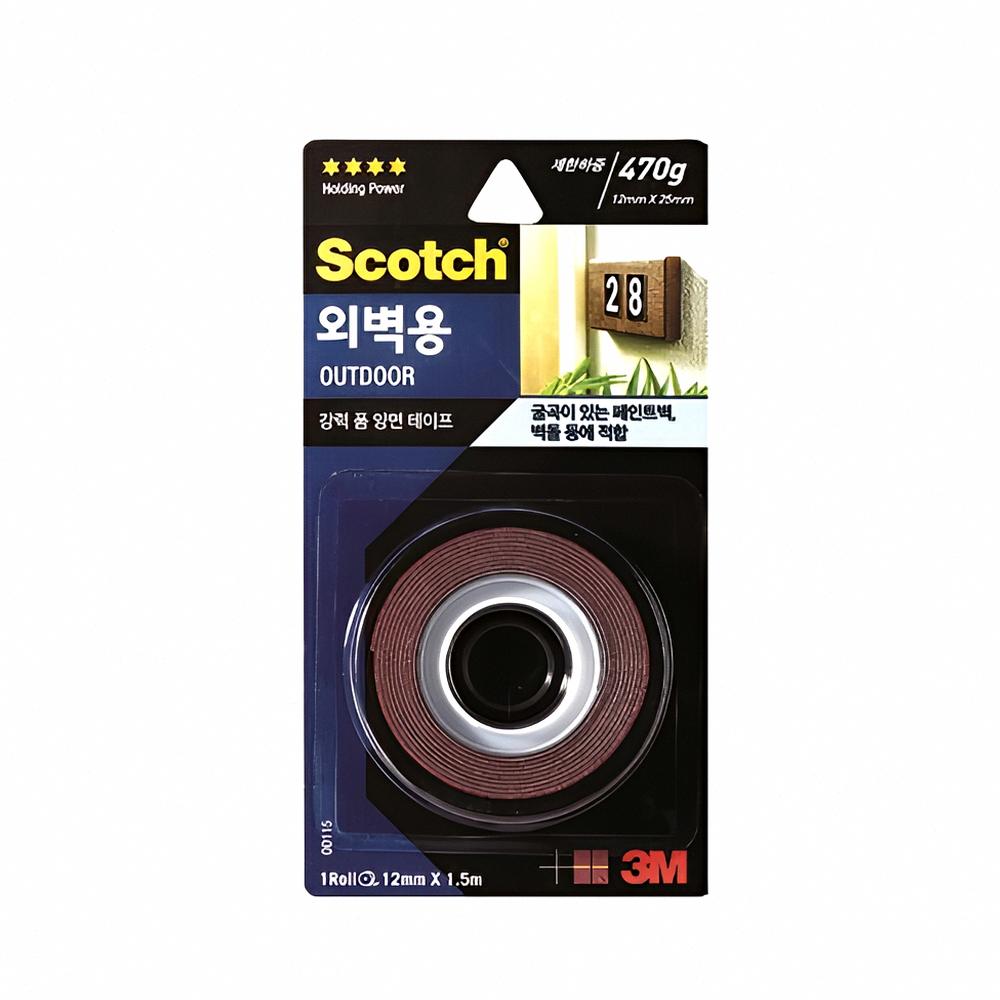 Holding Power
제한하중 470g
12mm X 25mm
Scotch®
28
외벽용
OUTDOOR
강력 폼 양면 테이프
굴곡이 있는 페인트벽,
벽돌 등에 적합
00115
1Roll 12mm X 1.5m
3M